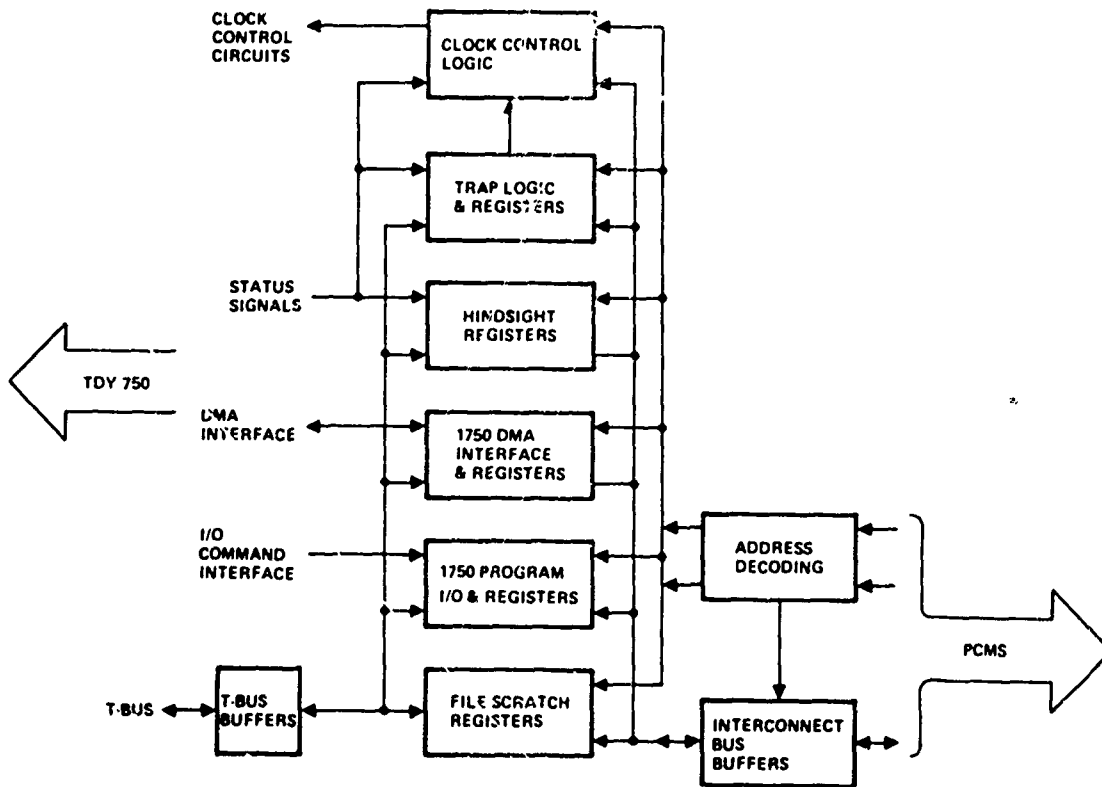 CLOCK
CONTROL
CIRCUITS
CLOCK CONTROL
LOGIC
TRAP LOGIC
& REGISTERS
STATUS
SIGNALS
HINDSIGHT
REGISTERS
TDY 750
DMA
INTERFACE
1750 DMA
INTERFACE
& REGISTERS
I/O
COMMAND
INTERFACE
1750 PROGRAM
I/O & REGISTERS
ADDRESS
DECODING
PCMS
T-BUS
T-BUS
BUFFERS
FILE SCRATCH
REGISTERS
INTERCONNECT
BUS
BUFFERS